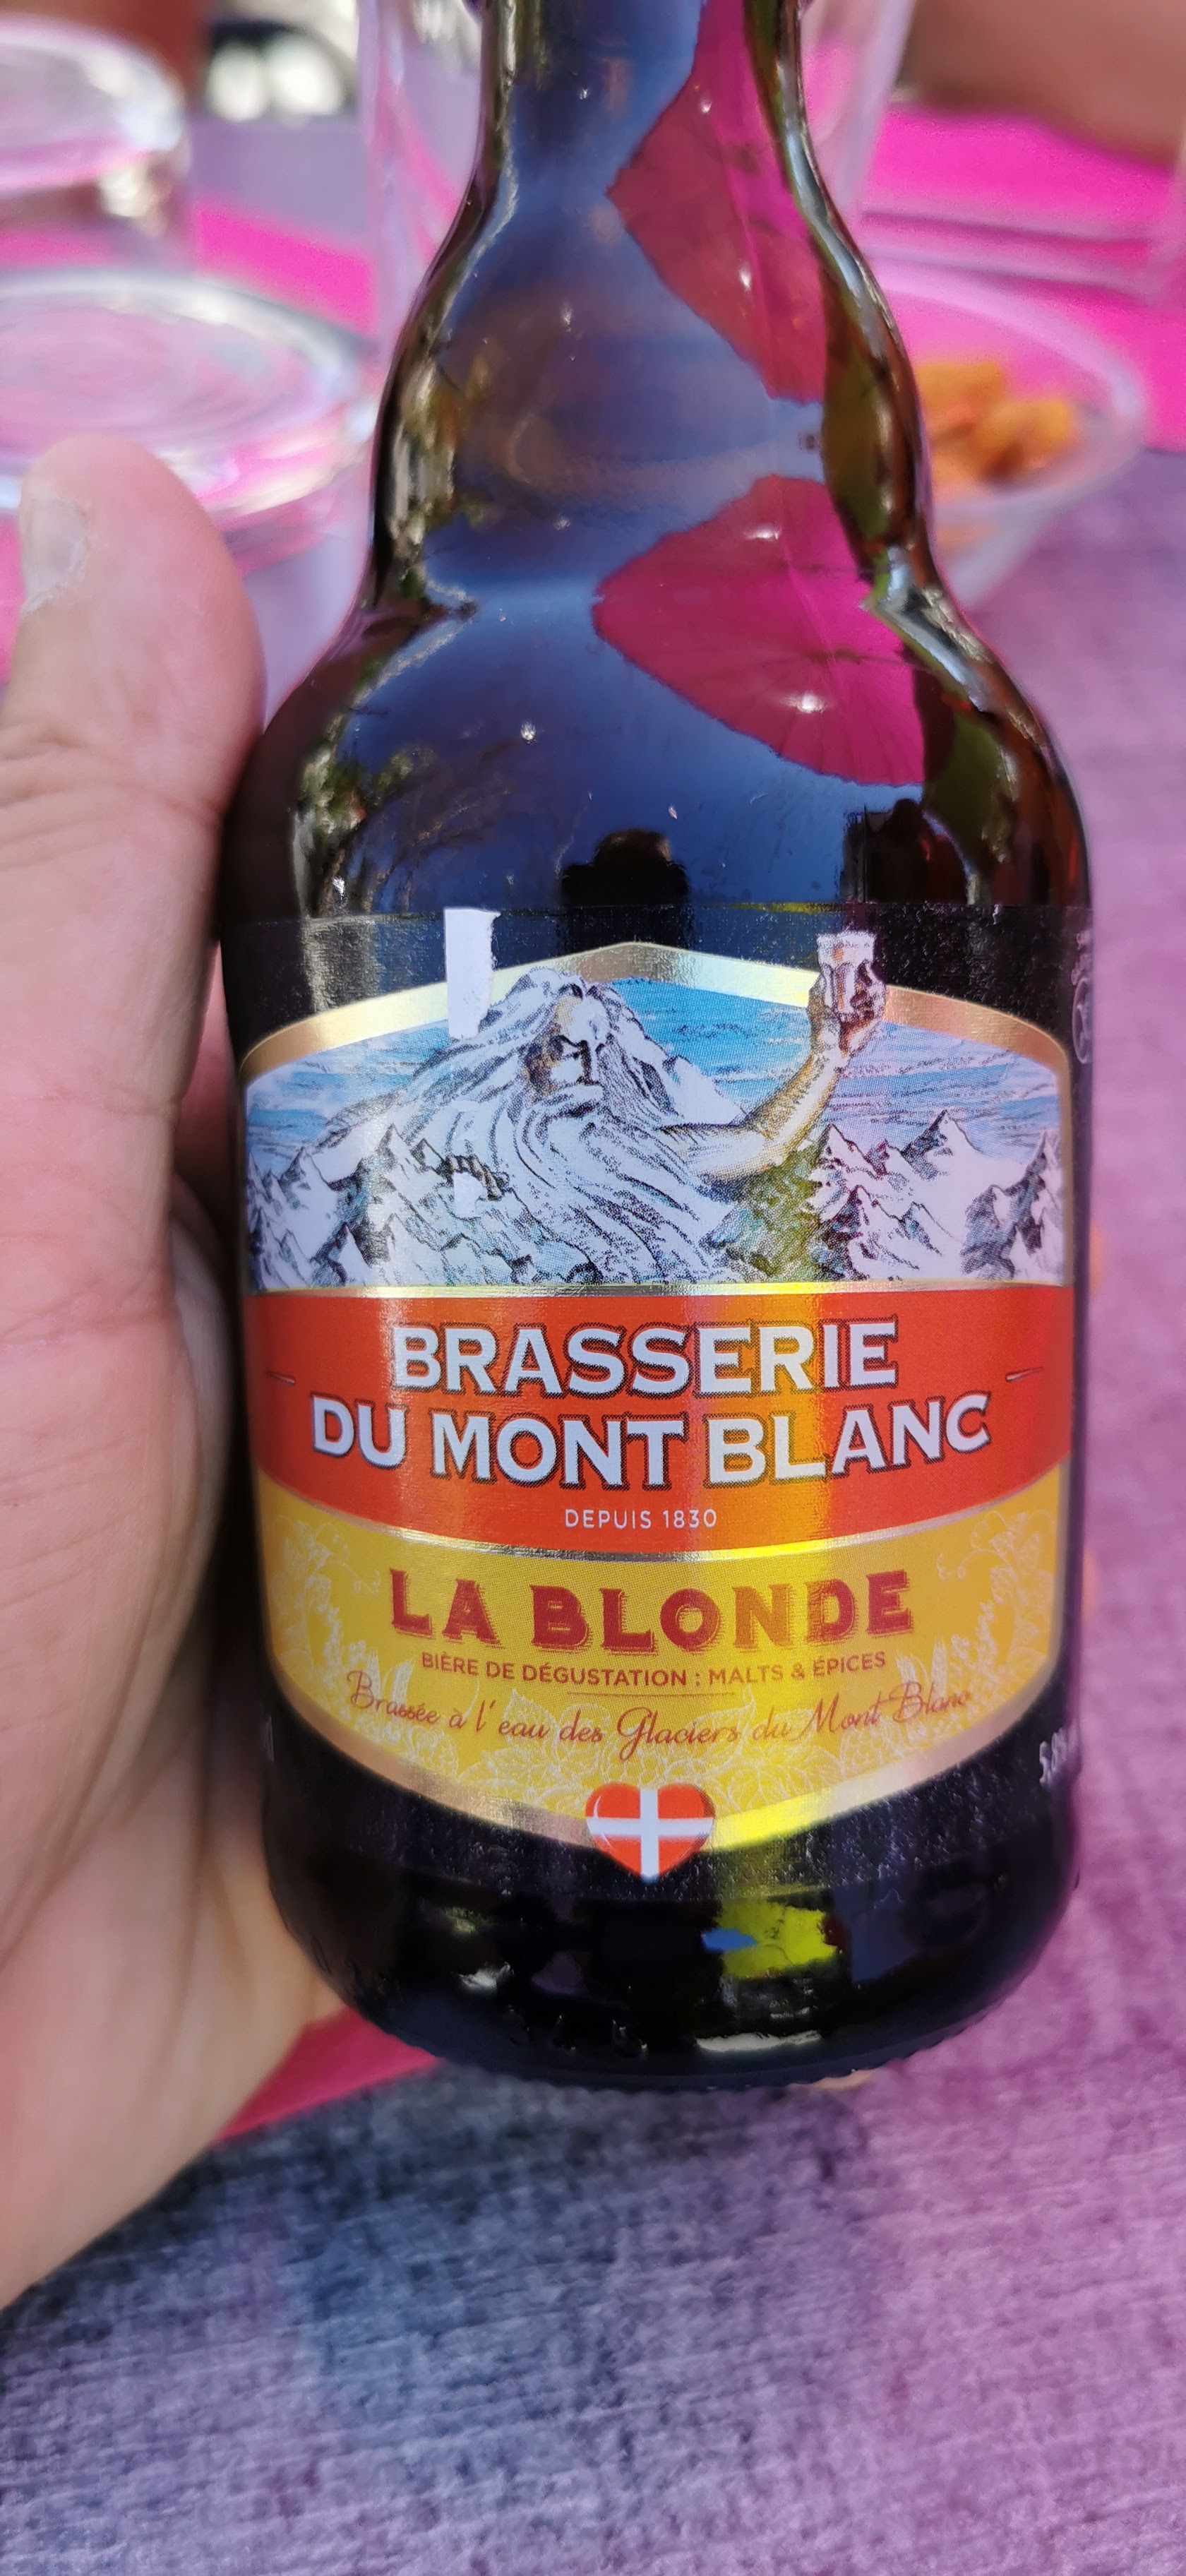 BRASSERIE
DU MONT BLANC
DEPUIS 1830
LA BLONDE
BIÈRE DE DÉGUSTATION : MALTS & ÉPICES
Brassée à l'eau des Glaciers du Mont Blanc